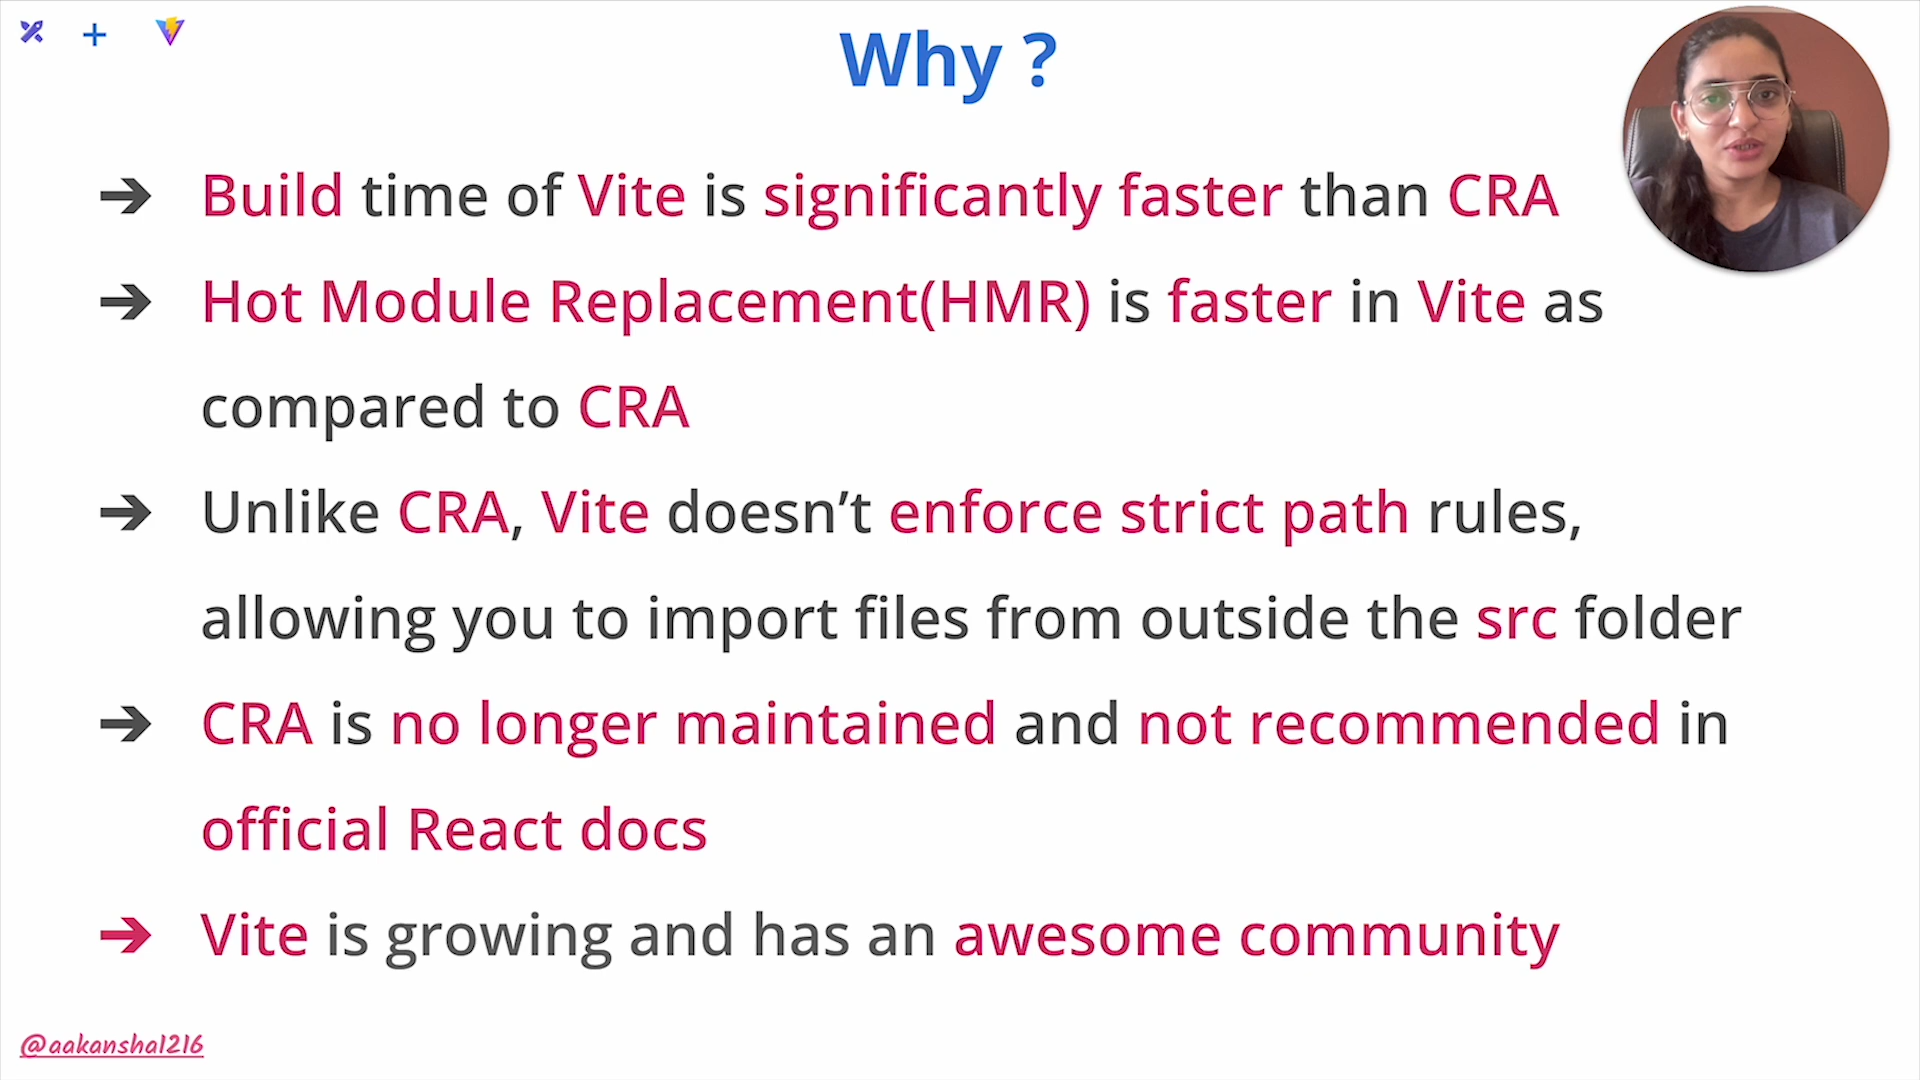 Why ?
➔ Build time of Vite is significantly faster than CRA
➔ Hot Module Replacement(HMR) is faster in Vite as
compared to CRA
➔ Unlike CRA, Vite doesn’t enforce strict path rules,
allowing you to import files from outside the src folder
➔ CRA is no longer maintained and not recommended in
official React docs
➔ Vite is growing and has an awesome community
@aakansha1216